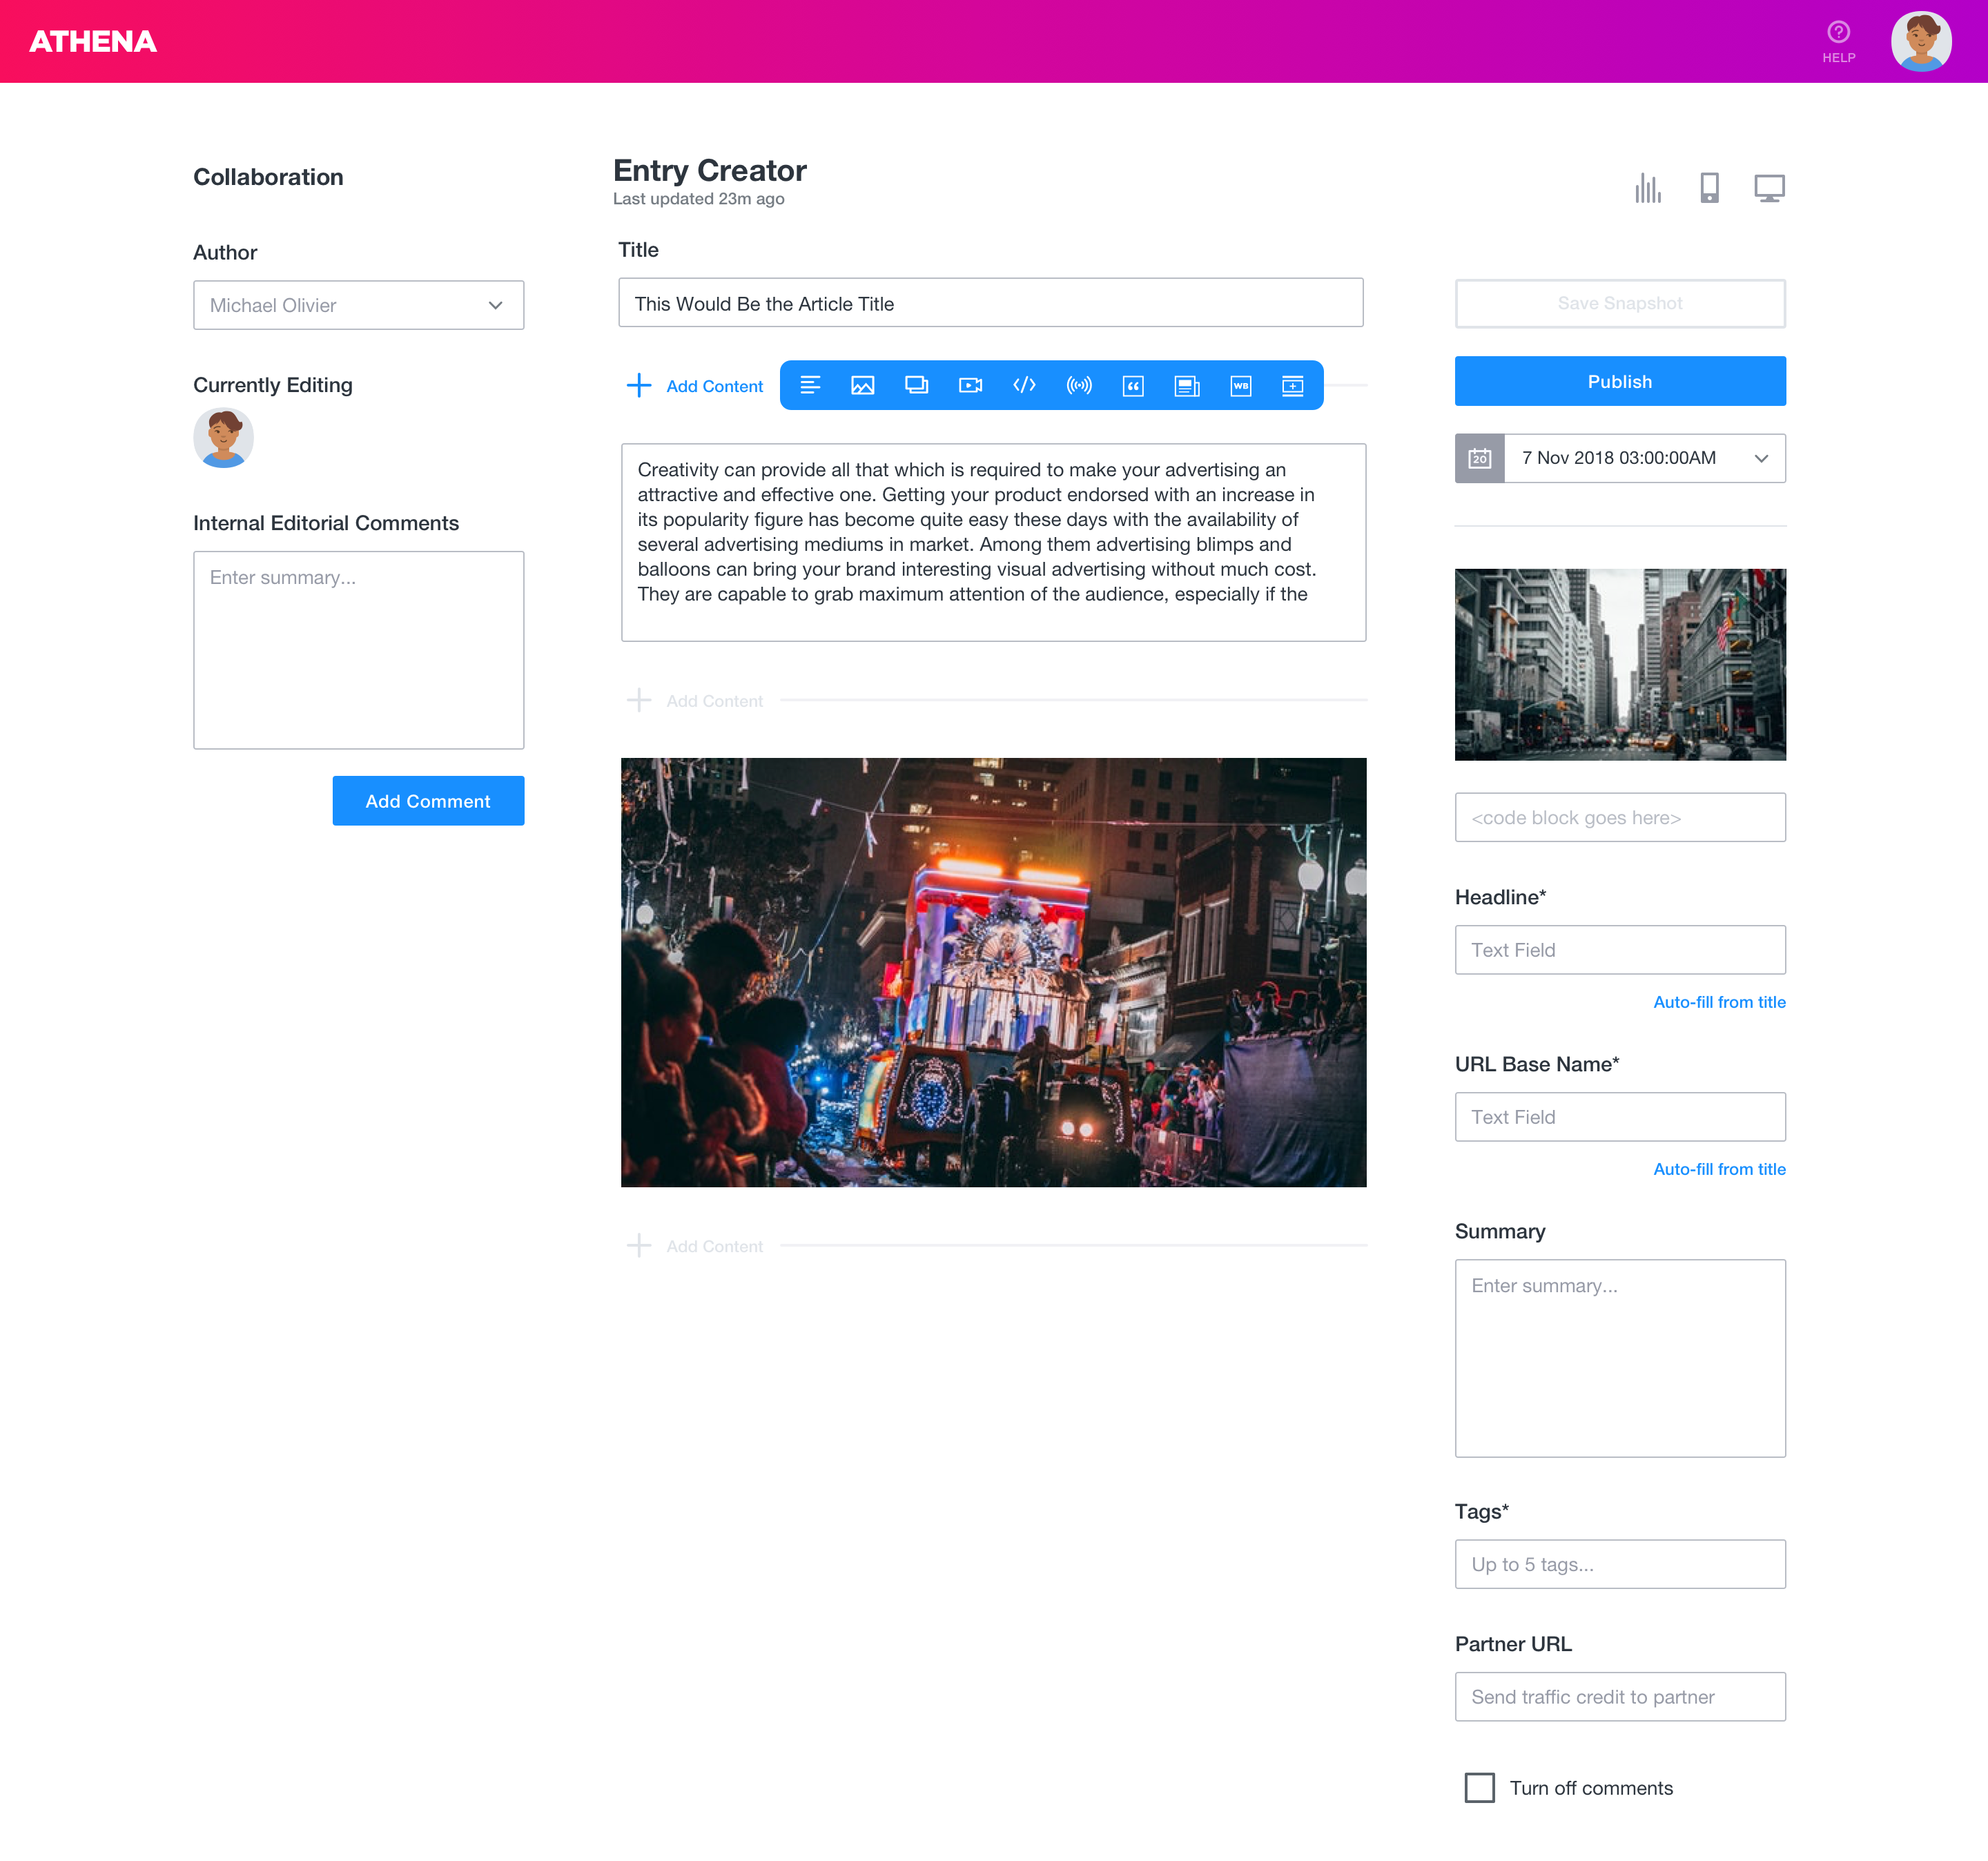 ATHENA
HELP
Collaboration
Author
Michael Olivier
Currently Editing
Internal Editorial Comments
Enter summary...
Add Comment
Entry Creator
Last updated 23m ago
Title
This Would Be the Article Title
Add Content
“
WB
Creativity can provide all that which is required to make your advertising an
attractive and effective one. Getting your product endorsed with an increase in
its popularity figure has become quite easy these days with the availability of
several advertising mediums in market. Among them advertising blimps and
balloons can bring your brand interesting visual advertising without much cost.
They are capable to grab maximum attention of the audience, especially if the
Add Content
Add Content
Save Snapshot
Publish
20
7 Nov 2018 03:00:00AM
<code block goes here>
Headline*
Text Field
Auto-fill from title
URL Base Name*
Text Field
Auto-fill from title
Summary
Enter summary...
Tags*
Up to 5 tags...
Partner URL
Send traffic credit to partner
Turn off comments